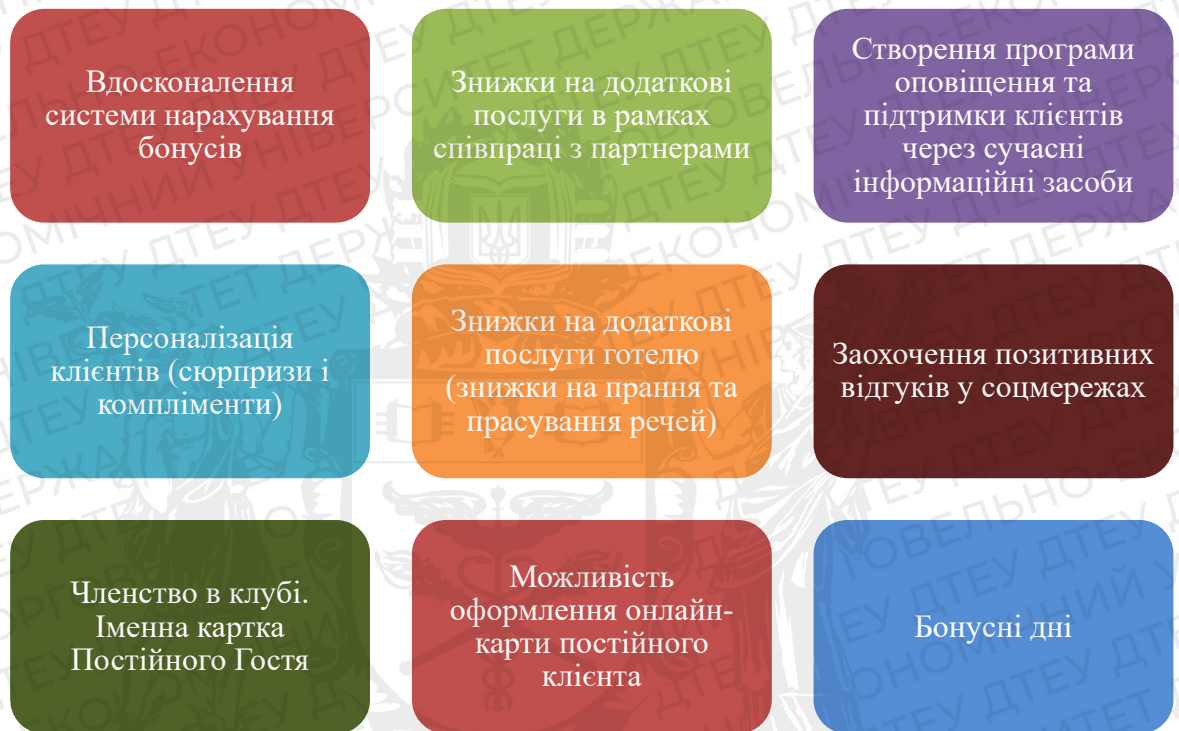 Вдосконалення
системи нарахування
бонусів
Знижки на додаткові
послуги в рамках
співпраці з партнерами
Створення програми
оповіщення та
підтримки клієнтів
через сучасні
інформаційні засоби
Персоналізація
клієнтів (сюрпризи і
компліменти)
Знижки на додаткові
послуги готелю
(знижки на прання та
прасування речей)
Заохочення позитивних
відгуків у соцмережах
Членство в клубі.
Іменна картка
Постійного Гостя
Можливість
оформлення онлайн-
карти постійного
клієнта
Бонусні дні